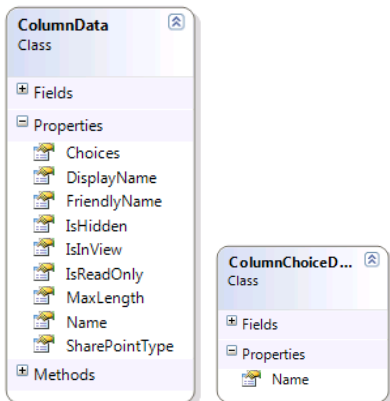 ColumnData
Class
Fields
Properties
Choices
DisplayName
FriendlyName
IsHidden
IsInView
IsReadOnly
MaxLength
Name
SharePointType
Methods
ColumnChoiceD...
Class
Fields
Properties
Name